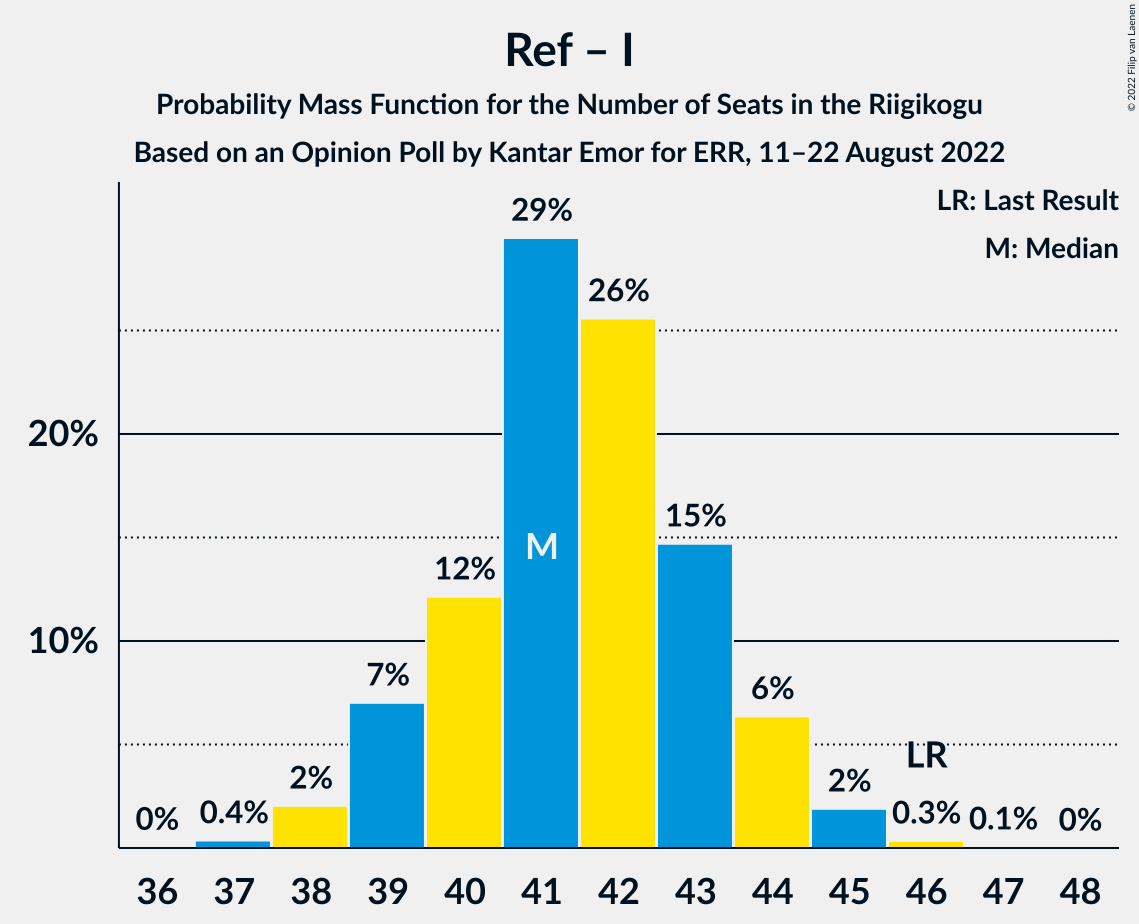 Ref – I
Probability Mass Function for the Number of Seats in the Riigikogu
Based on an Opinion Poll by Kantar Emor for ERR, 11–22 August 2022
© 2022 Filip van Laenen
LR: Last Result
M: Median
20%
10%
0%
0.4%
2%
7%
12%
29%
M
26%
15%
6%
2%
LR
0.3%
0.1%
0%
36 37 38 39 40 41 42 43 44 45 46 47 48